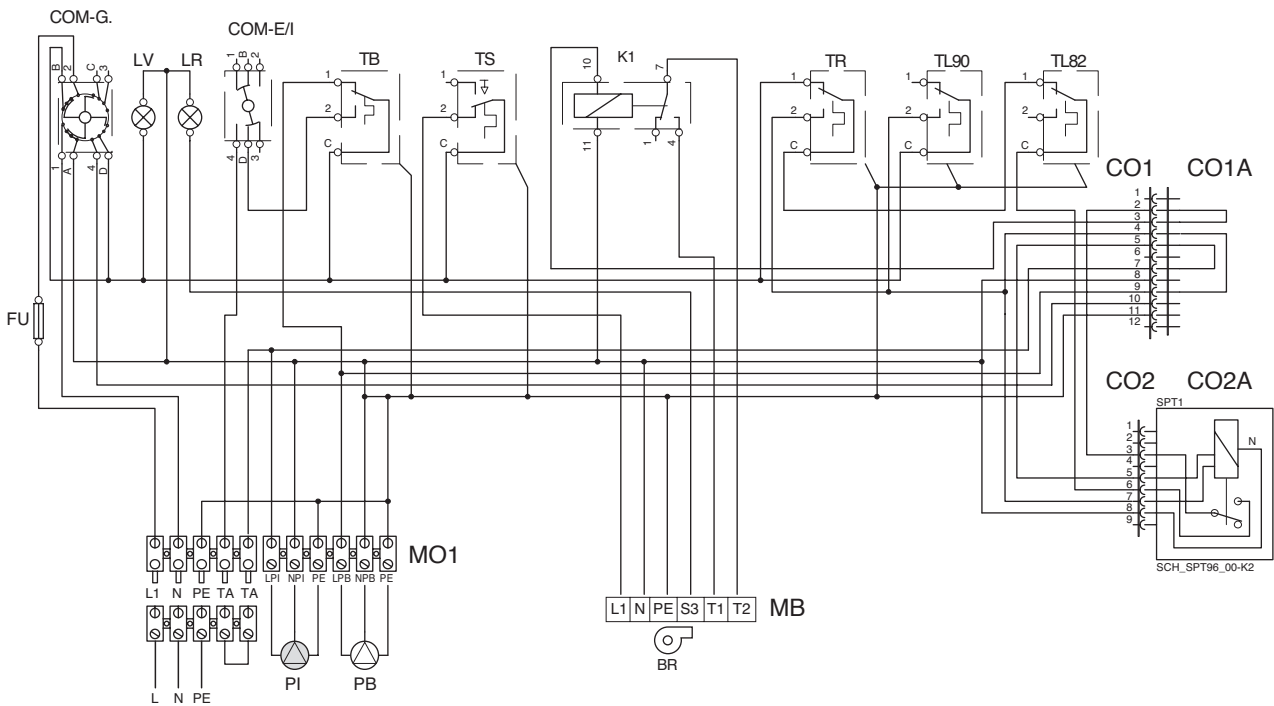 COM-G.
COM-E/I
LV LR TB TS K1 TR TL90 TL82
B 2 C 3
1 B 2
1 A 4 D
4 D 3
1 2 C
1 2 C
10 7
11 1 4
1 2 C
1 2 C
1 2 C
CO1 CO1A
1
2
3
4
5
6
7
8
9
10
11
12
FU
CO2 CO2A
SPT1
1
2
3
4
5
6
7
8
9
N
SCH_SPT96_00-K2
MO1
L1 N PE TA TA LPI NPI PE LPB NPB PE
L1 N PE S3 T1 T2 MB
BR
PI PB
L N PE